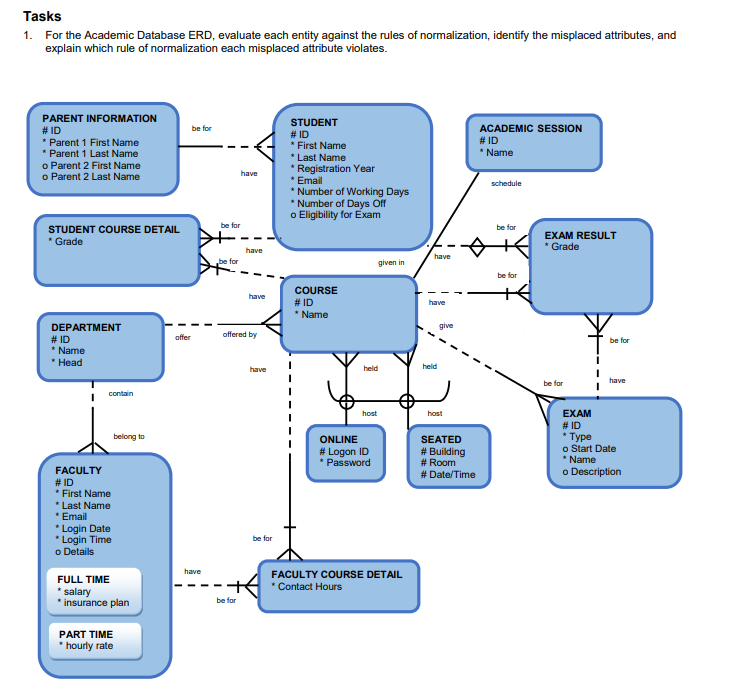 Tasks
1. For the Academic Database ERD, evaluate each entity against the rules of normalization, identify the misplaced attributes, and
explain which rule of normalization each misplaced attribute violates.
PARENT INFORMATION
# ID
* Parent 1 First Name
* Parent 1 Last Name
o Parent 2 First Name
o Parent 2 Last Name
be for
have
STUDENT
# ID
* First Name
* Last Name
* Registration Year
* Email
* Number of Working Days
* Number of Days Off
o Eligibility for Exam
ACADEMIC SESSION
# ID
* Name
schedule
STUDENT COURSE DETAIL
* Grade
be for
have
be for
have
given in
have
be for
EXAM RESULT
* Grade
be for
have
COURSE
# ID
* Name
give
DEPARTMENT
# ID
* Name
* Head
offer
offered by
have
held
held
be for
have
be for
contain
belong to
host
host
ONLINE
# Logon ID
* Password
SEATED
# Building
# Room
# Date/Time
EXAM
# ID
* Type
o Start Date
* Name
o Description
FACULTY
# ID
* First Name
* Last Name
* Email
* Login Date
* Login Time
o Details
FULL TIME
* salary
* insurance plan
PART TIME
* hourly rate
be for
have
be for
FACULTY COURSE DETAIL
* Contact Hours